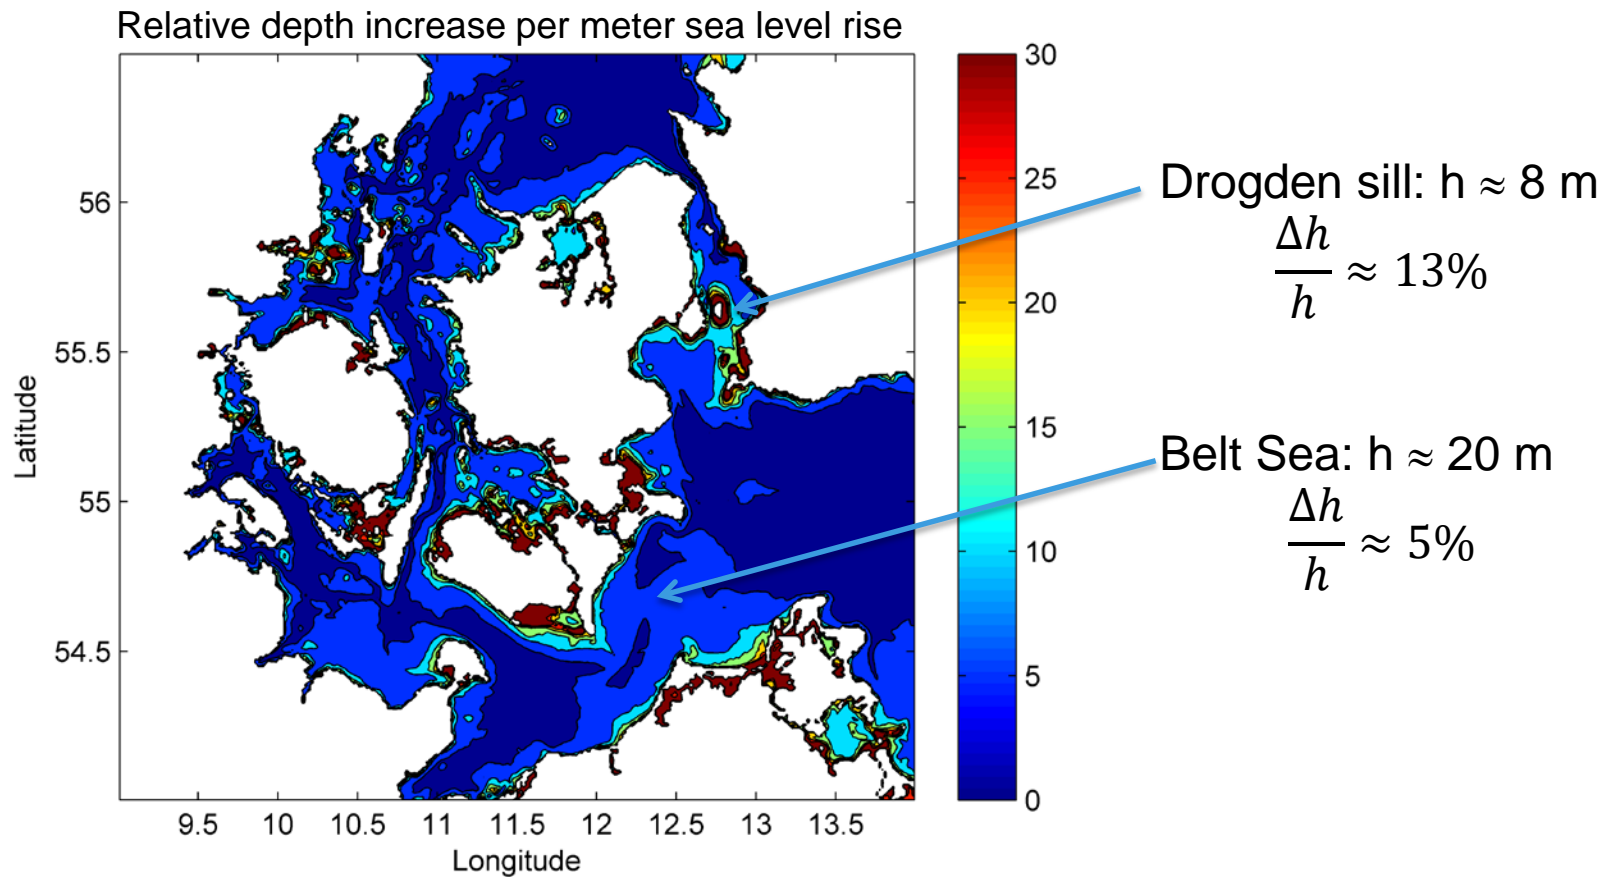 Relative depth increase per meter sea level rise
Latitude
56
55.5
55
54.5
9.5 10 10.5 11 11.5 12 12.5 13 13.5
Longitude
30
25
20
15
10
5
0
Drogden sill: h ≈ 8 m
Δh/h ≈ 13%
Belt Sea: h ≈ 20 m
Δh/h ≈ 5%